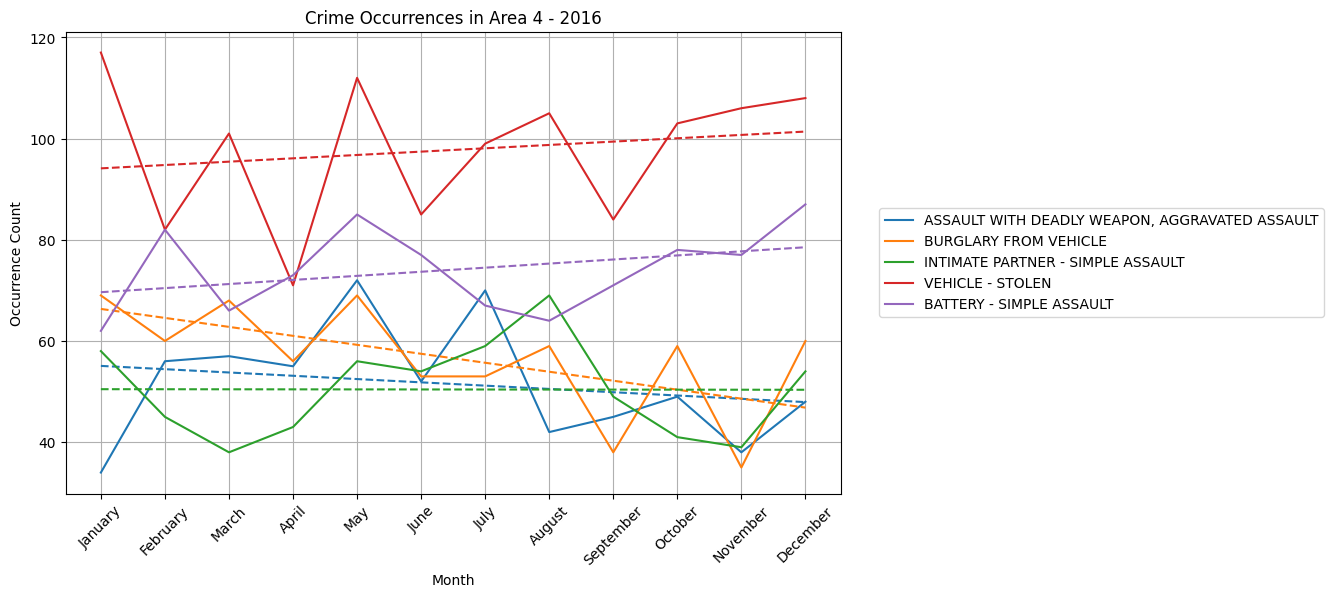 Crime Occurrences in Area 4 - 2016
Occurrence Count
120
100
80
60
40
January
February
March
April
May
June
July
August
September
October
November
December
Month
ASSAULT WITH DEADLY WEAPON, AGGRAVATED ASSAULT
BURGLARY FROM VEHICLE
INTIMATE PARTNER - SIMPLE ASSAULT
VEHICLE - STOLEN
BATTERY - SIMPLE ASSAULT